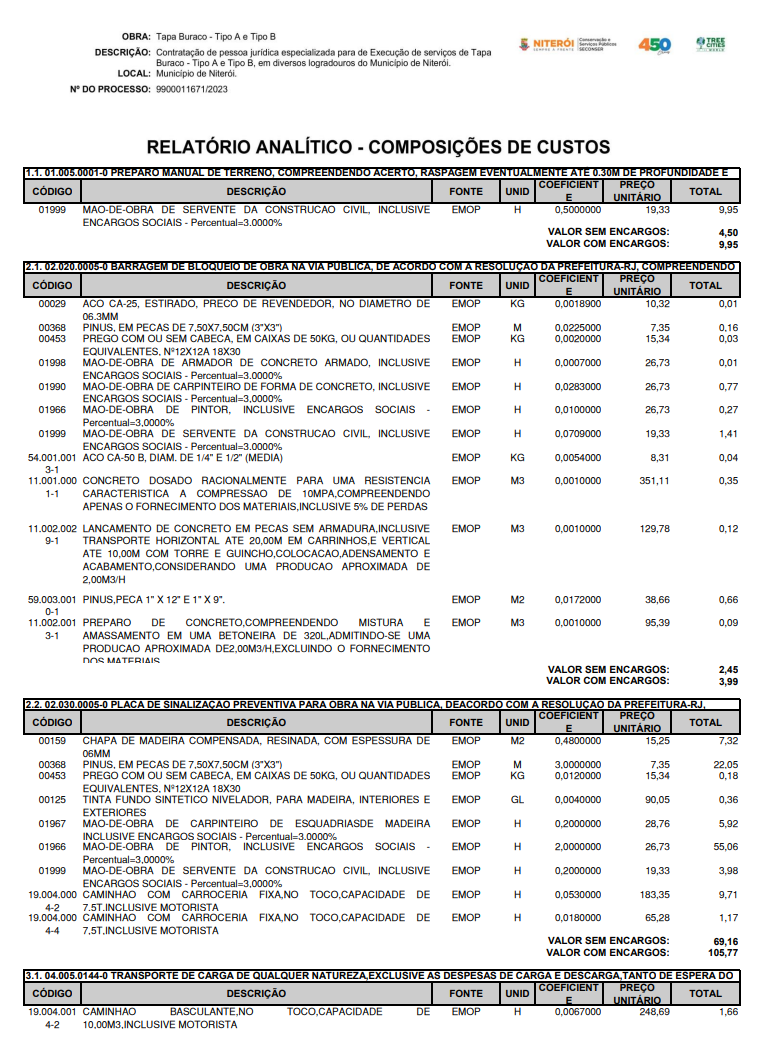 OBRA: Tapa Buraco - Tipo A e Tipo B
DESCRIÇÃO: Contratação de pessoa jurídica especializada para de Execução de serviços de Tapa
Buraco - Tipo A e Tipo B, em diversos logradouros do Município de Niterói.
LOCAL: Município de Niterói.
Nº DO PROCESSO: 9900011671/2023
NITERÓI
SEMPRE À FRENTE
Conservação e
Serviços Públicos
SECONSER
450
TREE
CITIES
RELATÓRIO ANALÍTICO - COMPOSIÇÕES DE CUSTOS
1.1. 01.005.0001-0 PREPARO MANUAL DE TERRENO, COMPREENDENDO ACERTO, RASPAGEM EVENTUALMENTE ATE 0.30M DE PROFUNDIDADE E
CÓDIGO DESCRIÇÃO FONTE UNID COEFICIENT E PREÇO UNITÁRIO TOTAL
01999 MAO-DE-OBRA DE SERVENTE DA CONSTRUCAO CIVIL, INCLUSIVE EMOP H 0,5000000 19,33 9,95
ENCARGOS SOCIAIS - Percentual=3.0000%
VALOR SEM ENCARGOS: 4,50
VALOR COM ENCARGOS: 9,95
2.1. 02.020.0005-0 BARRAGEM DE BLOQUEIO DE OBRA NA VIA PUBLICA, DE ACORDO COM A RESOLUÇÃO DA PREFEITURA-RJ, COMPREENDENDO
CÓDIGO DESCRIÇÃO FONTE UNID COEFICIENT E PREÇO UNITÁRIO TOTAL
00029 ACO CA-25, ESTIRADO, PRECO DE REVENDEDOR, NO DIAMETRO DE EMOP KG 0,0018900 10,32 0,01
06.3MM
00368 PINUS, EM PECAS DE 7,50X7,50CM (3"X3") EMOP M 0,0225000 7,35 0,16
00453 PREGO COM OU SEM CABECA, EM CAIXAS DE 50KG, OU QUANTIDADES EMOP KG 0,0020000 15,34 0,03
EQUIVALENTES, Nº12X12A 18X30
01998 MAO-DE-OBRA DE ARMADOR DE CONCRETO ARMADO, INCLUSIVE EMOP H 0,0007000 26,73 0,01
ENCARGOS SOCIAIS - Percentual=3.0000%
01990 MAO-DE-OBRA DE CARPINTEIRO DE FORMA DE CONCRETO, INCLUSIVE EMOP H 0,0283000 26,73 0,77
ENCARGOS SOCIAIS - Percentual=3,0000%
01966 MAO-DE-OBRA DE PINTOR, INCLUSIVE ENCARGOS SOCIAIS - EMOP H 0,0100000 26,73 0,27
Percentual=3,0000%
01999 MAO-DE-OBRA DE SERVENTE DA CONSTRUCAO CIVIL, INCLUSIVE EMOP H 0,0709000 19,33 1,41
ENCARGOS SOCIAIS - Percentual=3.0000%
54.001.001 ACO CA-50 B, DIAM. DE 1/4" E 1/2" (MEDIA) EMOP KG 0,0054000 8,31 0,04
3-1
11.001.000 CONCRETO DOSADO RACIONALMENTE PARA UMA RESISTENCIA EMOP M3 0,0010000 351,11 0,35
1-1 CARACTERISTICA A COMPRESSAO DE 10MPA,COMPREENDENDO
APENAS O FORNECIMENTO DOS MATERIAIS,INCLUSIVE 5% DE PERDAS
11.002.002 LANCAMENTO DE CONCRETO EM PECAS SEM ARMADURA,INCLUSIVE EMOP M3 0,0010000 129,78 0,12
9-1 TRANSPORTE HORIZONTAL ATE 20,00M EM CARRINHOS,E VERTICAL
ATE 10,00M COM TORRE E GUINCHO,COLOCACAO,ADENSAMENTO E
ACABAMENTO,CONSIDERANDO UMA PRODUCAO APROXIMADA DE
2,00M3/H
59.003.001 PINUS,PECA 1" X 12" E 1" X 9". EMOP M2 0,0172000 38,66 0,66
0-1
11.002.001 PREPARO DE CONCRETO,COMPREENDENDO MISTURA E EMOP M3 0,0010000 95,39 0,09
3-1 AMASSAMENTO EM UMA BETONEIRA DE 320L,ADMITINDO-SE UMA
PRODUCAO APROXIMADA DE2,00M3/H,EXCLUINDO O FORNECIMENTO
DOS MATERIAIS
VALOR SEM ENCARGOS: 2,45
VALOR COM ENCARGOS: 3,99
2.2. 02.030.0005-0 PLACA DE SINALIZAÇÃO PREVENTIVA PARA OBRA NA VIA PUBLICA, DEACORDO COM A RESOLUÇÃO DA PREFEITURA-RJ,
CÓDIGO DESCRIÇÃO FONTE UNID COEFICIENT E PREÇO UNITÁRIO TOTAL
00159 CHAPA DE MADEIRA COMPENSADA, RESINADA, COM ESPESSURA DE EMOP M2 0,4800000 15,25 7,32
06MM
00368 PINUS, EM PECAS DE 7,50X7,50CM (3"X3") EMOP M 3,0000000 7,35 22,05
00453 PREGO COM OU SEM CABECA, EM CAIXAS DE 50KG, OU QUANTIDADES EMOP KG 0,0120000 15,34 0,18
EQUIVALENTES, Nº12X12A 18X30
00125 TINTA FUNDO SINTETICO NIVELADOR, PARA MADEIRA, INTERIORES E EMOP GL 0,0040000 90,05 0,36
EXTERIORES
01967 MAO-DE-OBRA DE CARPINTEIRO DE ESQUADRIASDE MADEIRA EMOP H 0,2000000 28,76 5,92
INCLUSIVE ENCARGOS SOCIAIS - Percentual=3.0000%
01966 MAO-DE-OBRA DE PINTOR, INCLUSIVE ENCARGOS SOCIAIS - EMOP H 2,0000000 26,73 55,06
Percentual=3,0000%
01999 MAO-DE-OBRA DE SERVENTE DA CONSTRUCAO CIVIL, INCLUSIVE EMOP H 0,2000000 19,33 3,98
ENCARGOS SOCIAIS - Percentual=3,0000%
19.004.000 CAMINHAO COM CARROCERIA FIXA,NO TOCO,CAPACIDADE DE EMOP H 0,0530000 183,35 9,71
4-2 7.5T.INCLUSIVE MOTORISTA
19.004.000 CAMINHAO COM CARROCERIA FIXA,NO TOCO,CAPACIDADE DE EMOP H 0,0180000 65,28 1,17
4-4 7.5T.INCLUSIVE MOTORISTA
VALOR SEM ENCARGOS: 69,16
VALOR COM ENCARGOS: 105,77
3.1. 04.005.0144-0 TRANSPORTE DE CARGA DE QUALQUER NATUREZA,EXCLUSIVE AS DESPESAS DE CARGA E DESCARGA,TANTO DE ESPERA DO
CÓDIGO DESCRIÇÃO FONTE UNID COEFICIENT E PREÇO UNITÁRIO TOTAL
19.004.001 CAMINHAO BASCULANTE,NO TOCO,CAPACIDADE DE EMOP H 0,0067000 248,69 1,66
4-2 10,00M3,INCLUSIVE MOTORISTA